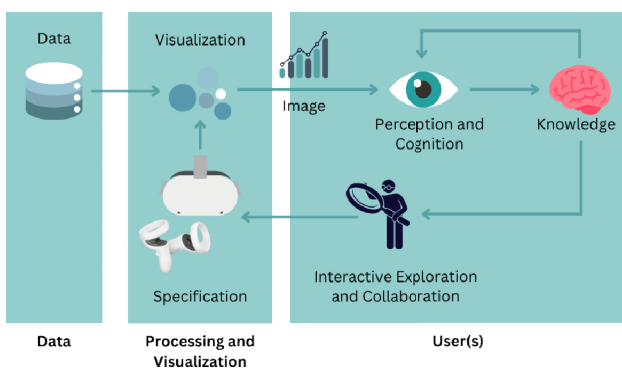 Data
Visualization
Image
Perception and
Cognition
Knowledge
Specification
Interactive Exploration
and Collaboration
Data
Processing and
Visualization
User(s)